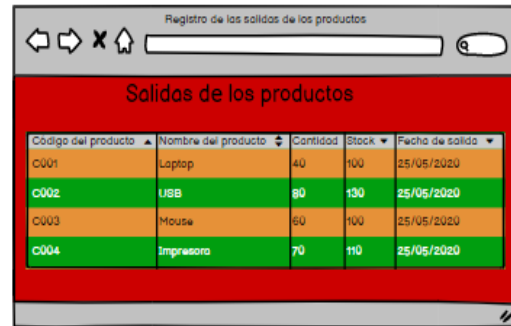 Registro de las salidas de los productos
Salidas de los productos
Código del producto Nombre del producto Cantidad Stock Fecha de salida
C001 Laptop 40 100 25/05/2020
C002 USB 80 130 25/05/2020
C003 Mouse 60 100 25/05/2020
C004 Impresora 70 110 25/05/2020